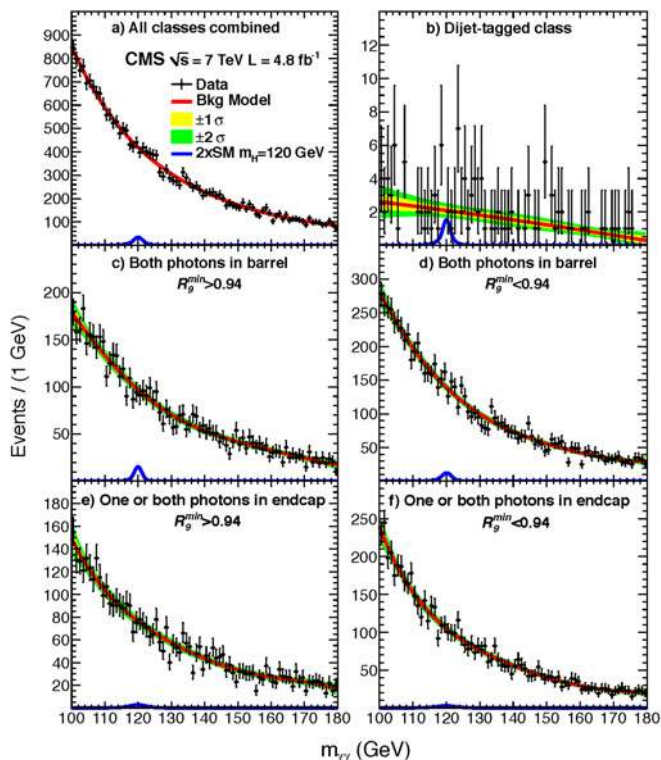 a) All classes combined
CMS √s = 7 TeV L = 4.8 fb⁻¹
Data
Bkg Model
±1 σ
±2 σ
2xSM m_H=120 GeV
900
800
700
600
500
400
300
200
100
b) Dijet-tagged class
12
10
8
6
4
2
c) Both photons in barrel
R₉^min>0.94
200
150
100
50
d) Both photons in barrel
R₉^min<0.94
300
250
200
150
100
50
e) One or both photons in endcap
R₉^min>0.94
180
160
140
120
100
80
60
40
20
f) One or both photons in endcap
R₉^min<0.94
250
200
150
100
50
100 110 120 130 140 150 160 170 180
100 110 120 130 140 150 160 170 180
Events / (1 GeV)
m_γγ (GeV)